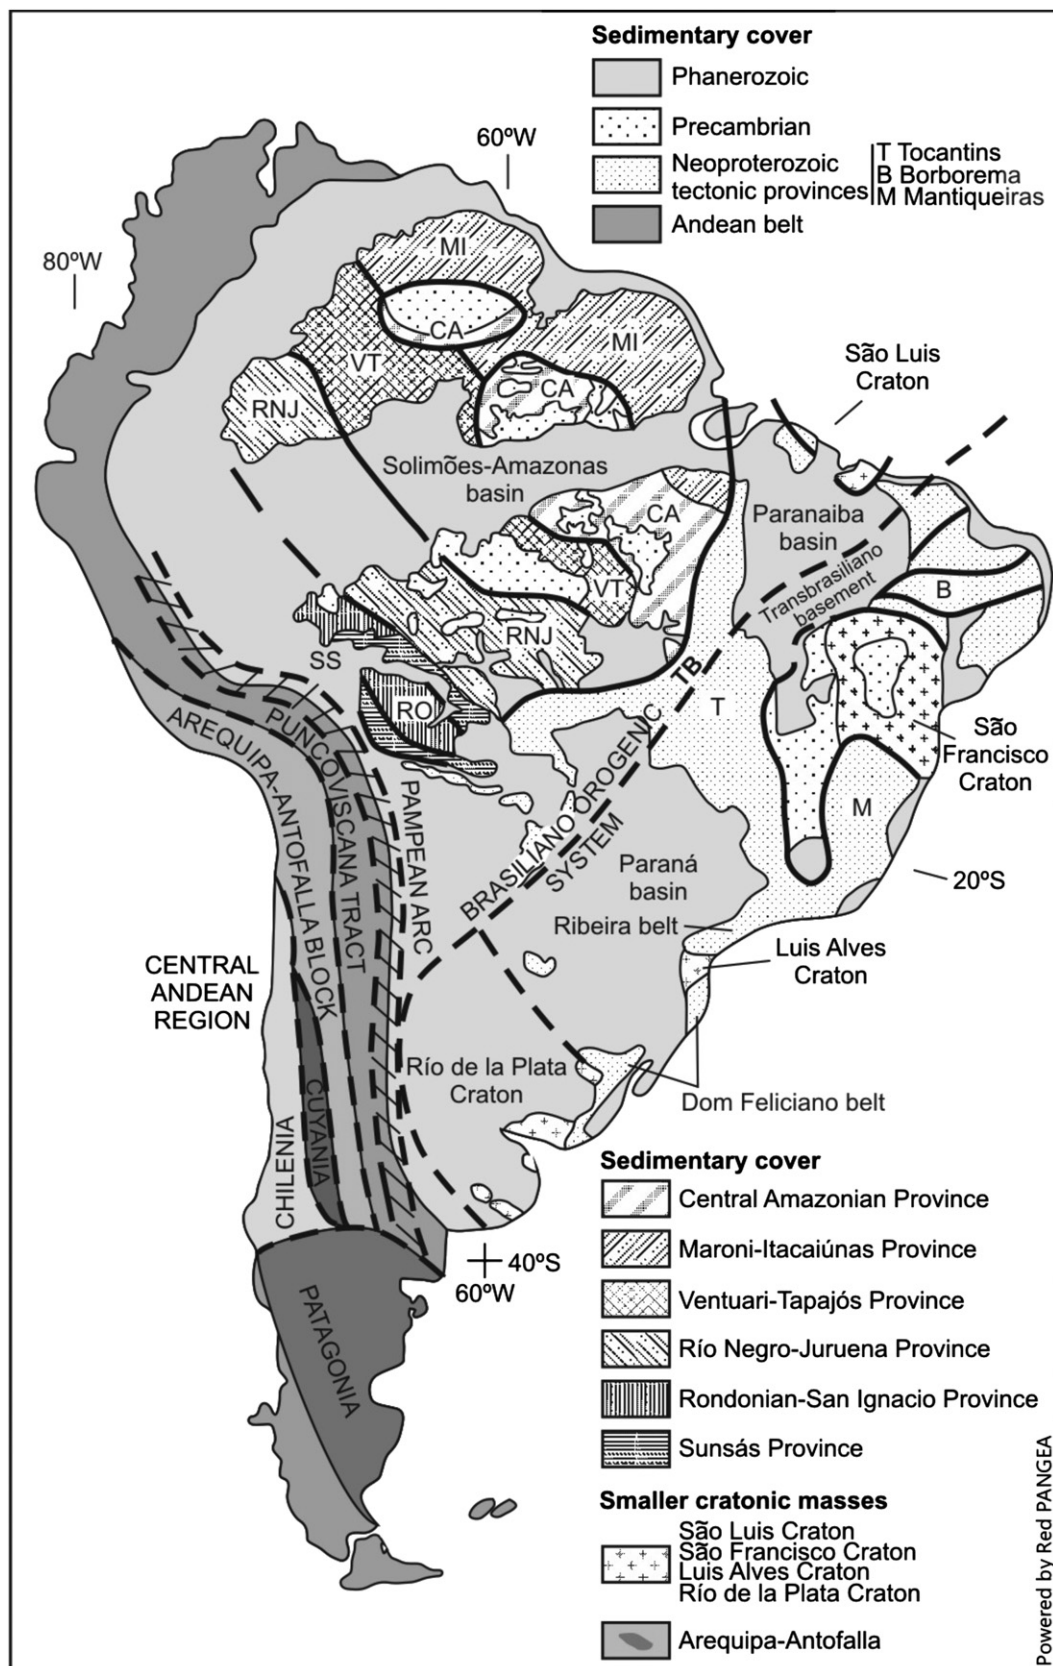 Sedimentary cover
Phanerozoic
Precambrian
Neoproterozoic
tectonic provinces
T Tocantins
B Borborema
M Mantiqueiras
Andean belt
60ºW
80ºW
MI
CA
VT
MI
CA
RNJ
São Luis
Craton
Solimões-Amazonas
basin
CA
Paranaiba
basin
Transbrasiliano
basement
B
VT
RNJ
SS
RO
TB
T
São
Francisco
Craton
AREQUIPA-ANTOFALLA BLOCK
PUNCOVISCANA TRACT
PAMPEAN ARC
BRASILIANO OROGENIC
SYSTEM
M
Paraná
basin
20ºS
Ribeira belt
Luis Alves
Craton
CENTRAL
ANDEAN
REGION
Río de la Plata
Craton
Dom Feliciano belt
CHILENIA
CUYANIA
40ºS
60ºW
PATAGONIA
Sedimentary cover
Central Amazonian Province
Maroni-Itacaiúnas Province
Ventuari-Tapajós Province
Río Negro-Juruena Province
Rondonian-San Ignacio Province
Sunsás Province
Smaller cratonic masses
São Luis Craton
São Francisco Craton
Luis Alves Craton
Río de la Plata Craton
Arequipa-Antofalla
Powered by Red PANGEA